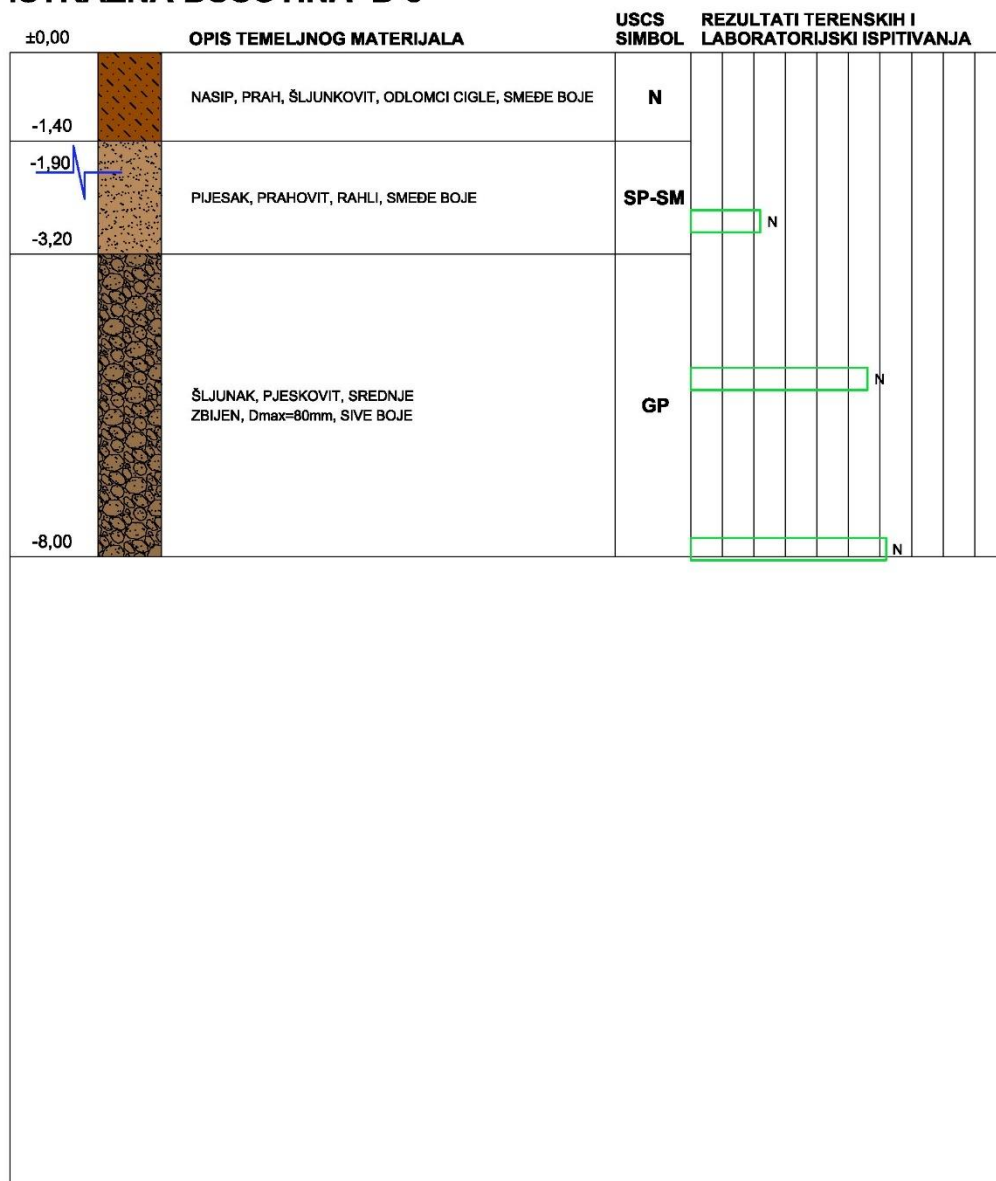 ±0,00
OPIS TEMELJNOG MATERIJALA
USCS
SIMBOL
REZULTATI TERENSKIH I
LABORATORIJSKI ISPITIVANJA
NASIP, PRAH, ŠLJUNKOVIT, ODLOMCI CIGLE, SMEĐE BOJE
N
-1,40
-1,90
PIJESAK, PRAHOVIT, RAHLI, SMEĐE BOJE
SP-SM
N
-3,20
ŠLJUNAK, PJESKOVIT, SREDNJE
ZBIJEN, Dmax=80mm, SIVE BOJE
GP
N
-8,00
N